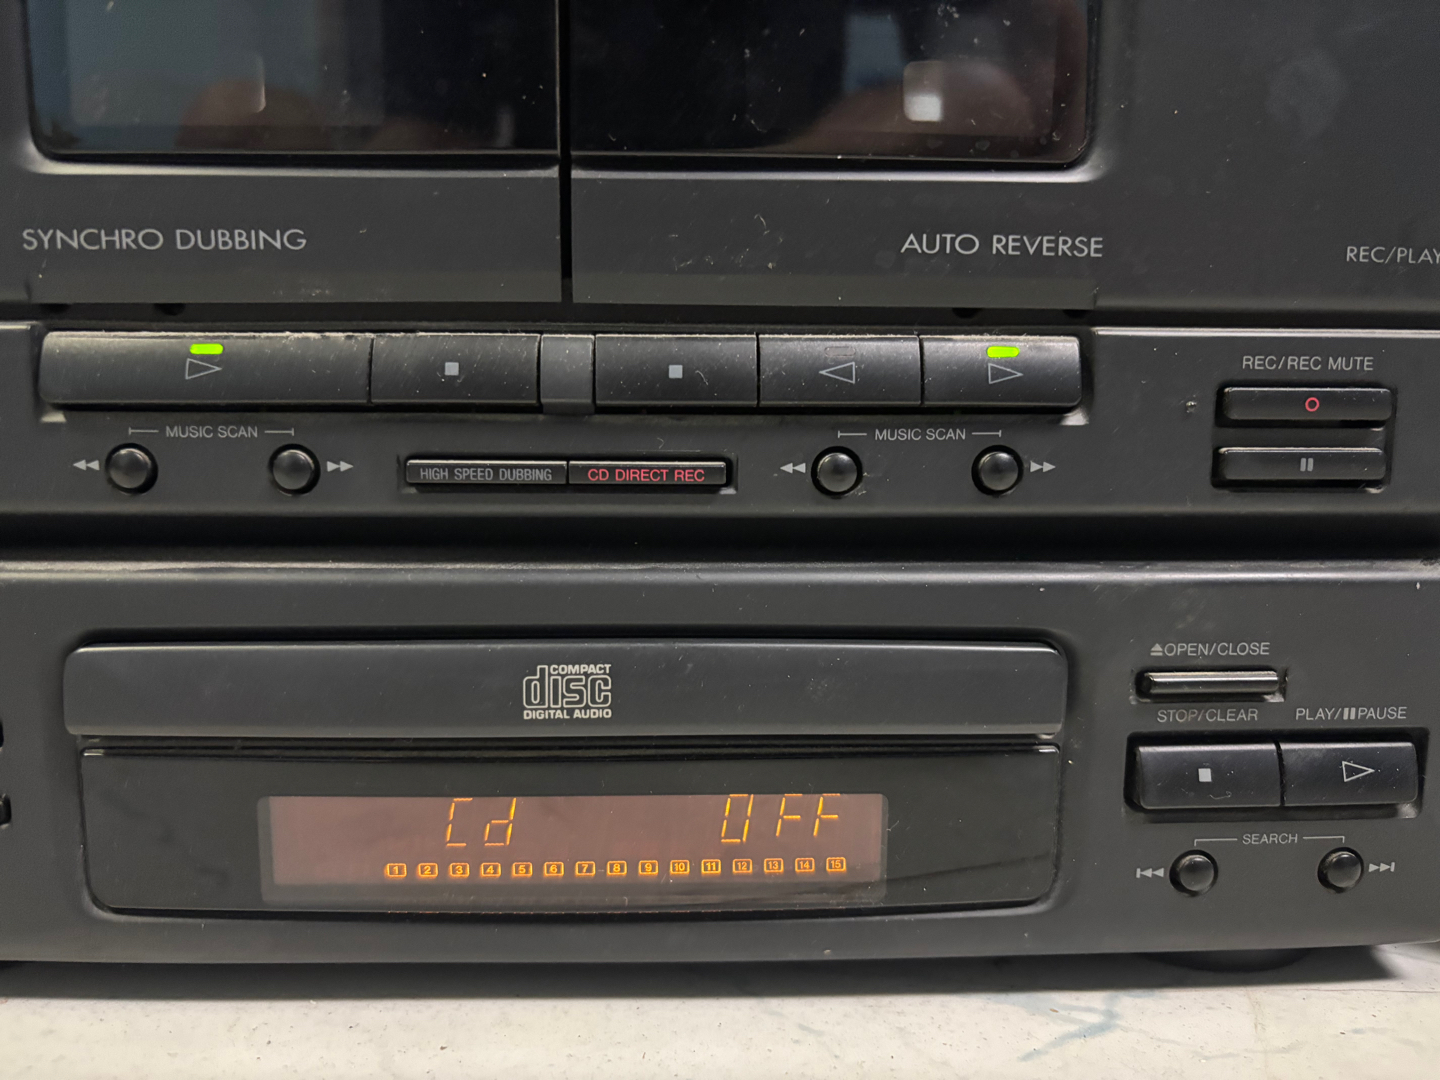 SYNCHRO DUBBING
AUTO REVERSE
REC/PLAY
REC/REC MUTE
MUSIC SCAN
MUSIC SCAN
HIGH SPEED DUBBING
CD DIRECT REC
OPEN/CLOSE
COMPACT
disc
DIGITAL AUDIO
STOP/CLEAR
PLAY/PAUSE
Cd OFF
1 2 3 4 5 6 7 8 9 10 11 12 13 14 15
SEARCH